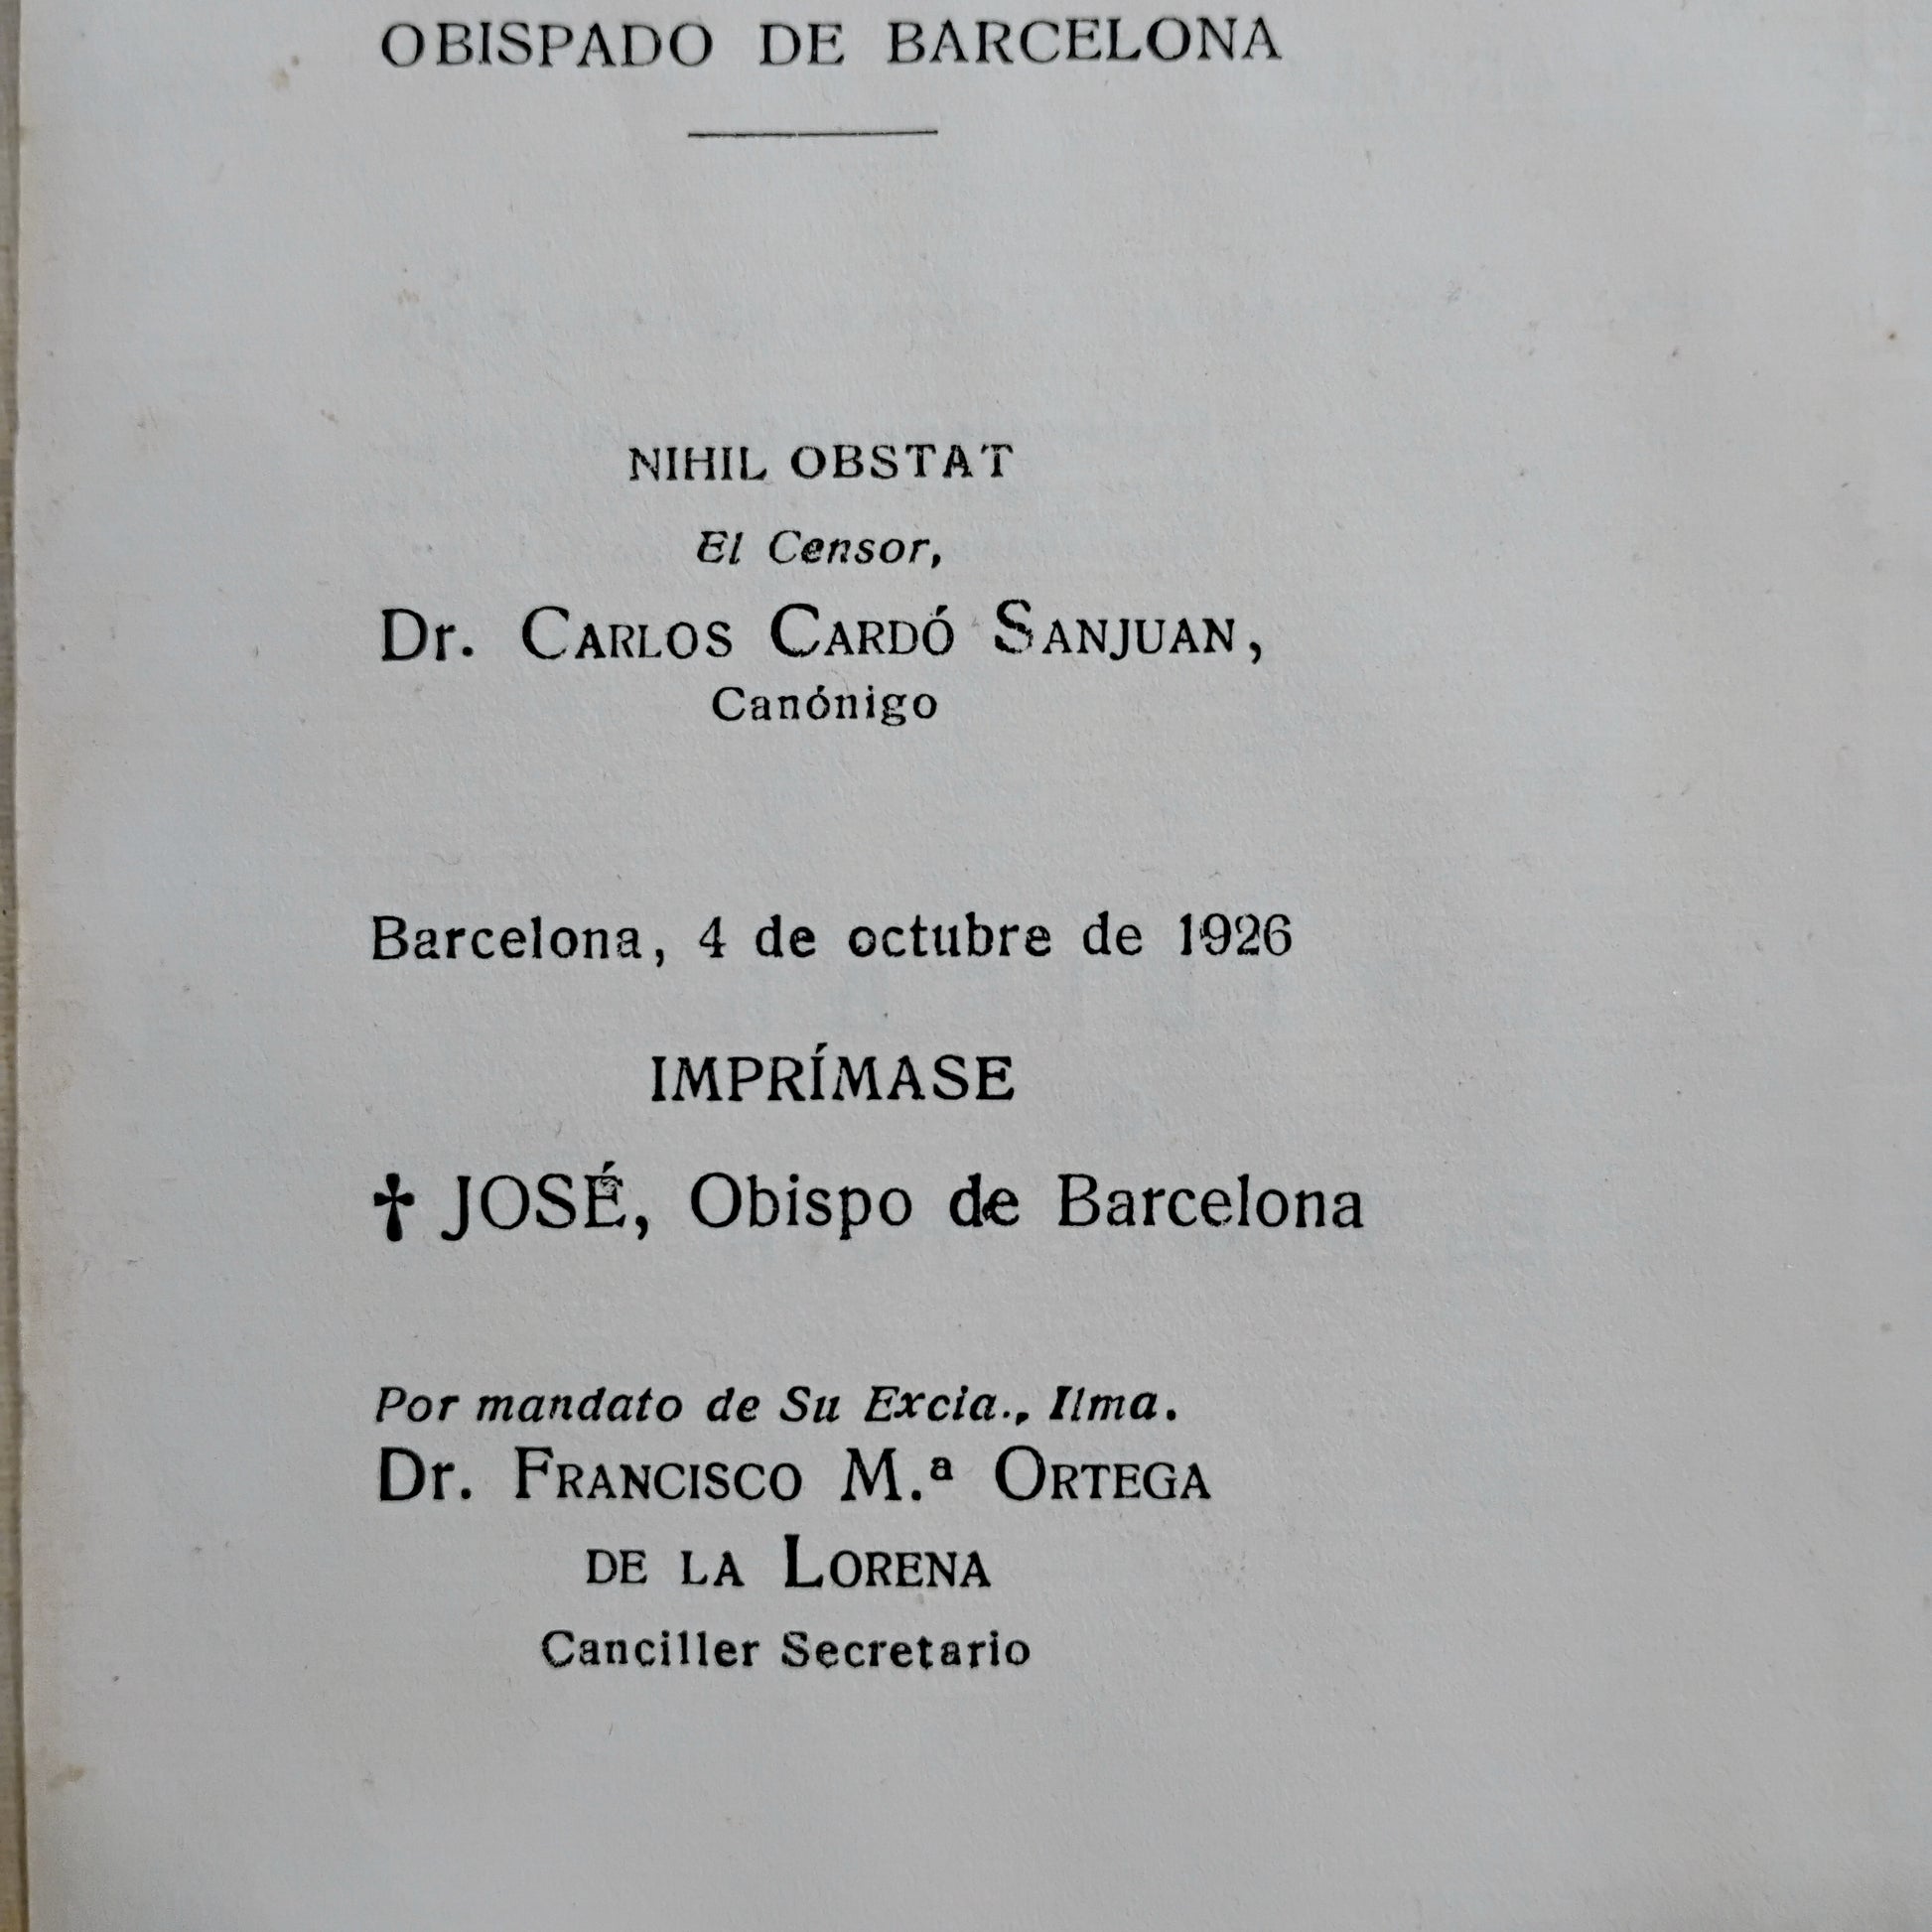 OBISPADO DE BARCELONA
NIHIL OBSTAT
El Censor,
Dr. CARLOS CARDÓ SANJUAN,
Canónigo
Barcelona, 4 de octubre de 1926
IMPRÍMASE
† JOSÉ, Obispo de Barcelona
Por mandato de Su Excia., Ilma.
Dr. FRANCISCO M.ª ORTEGA
DE LA LORENA
Canciller Secretario